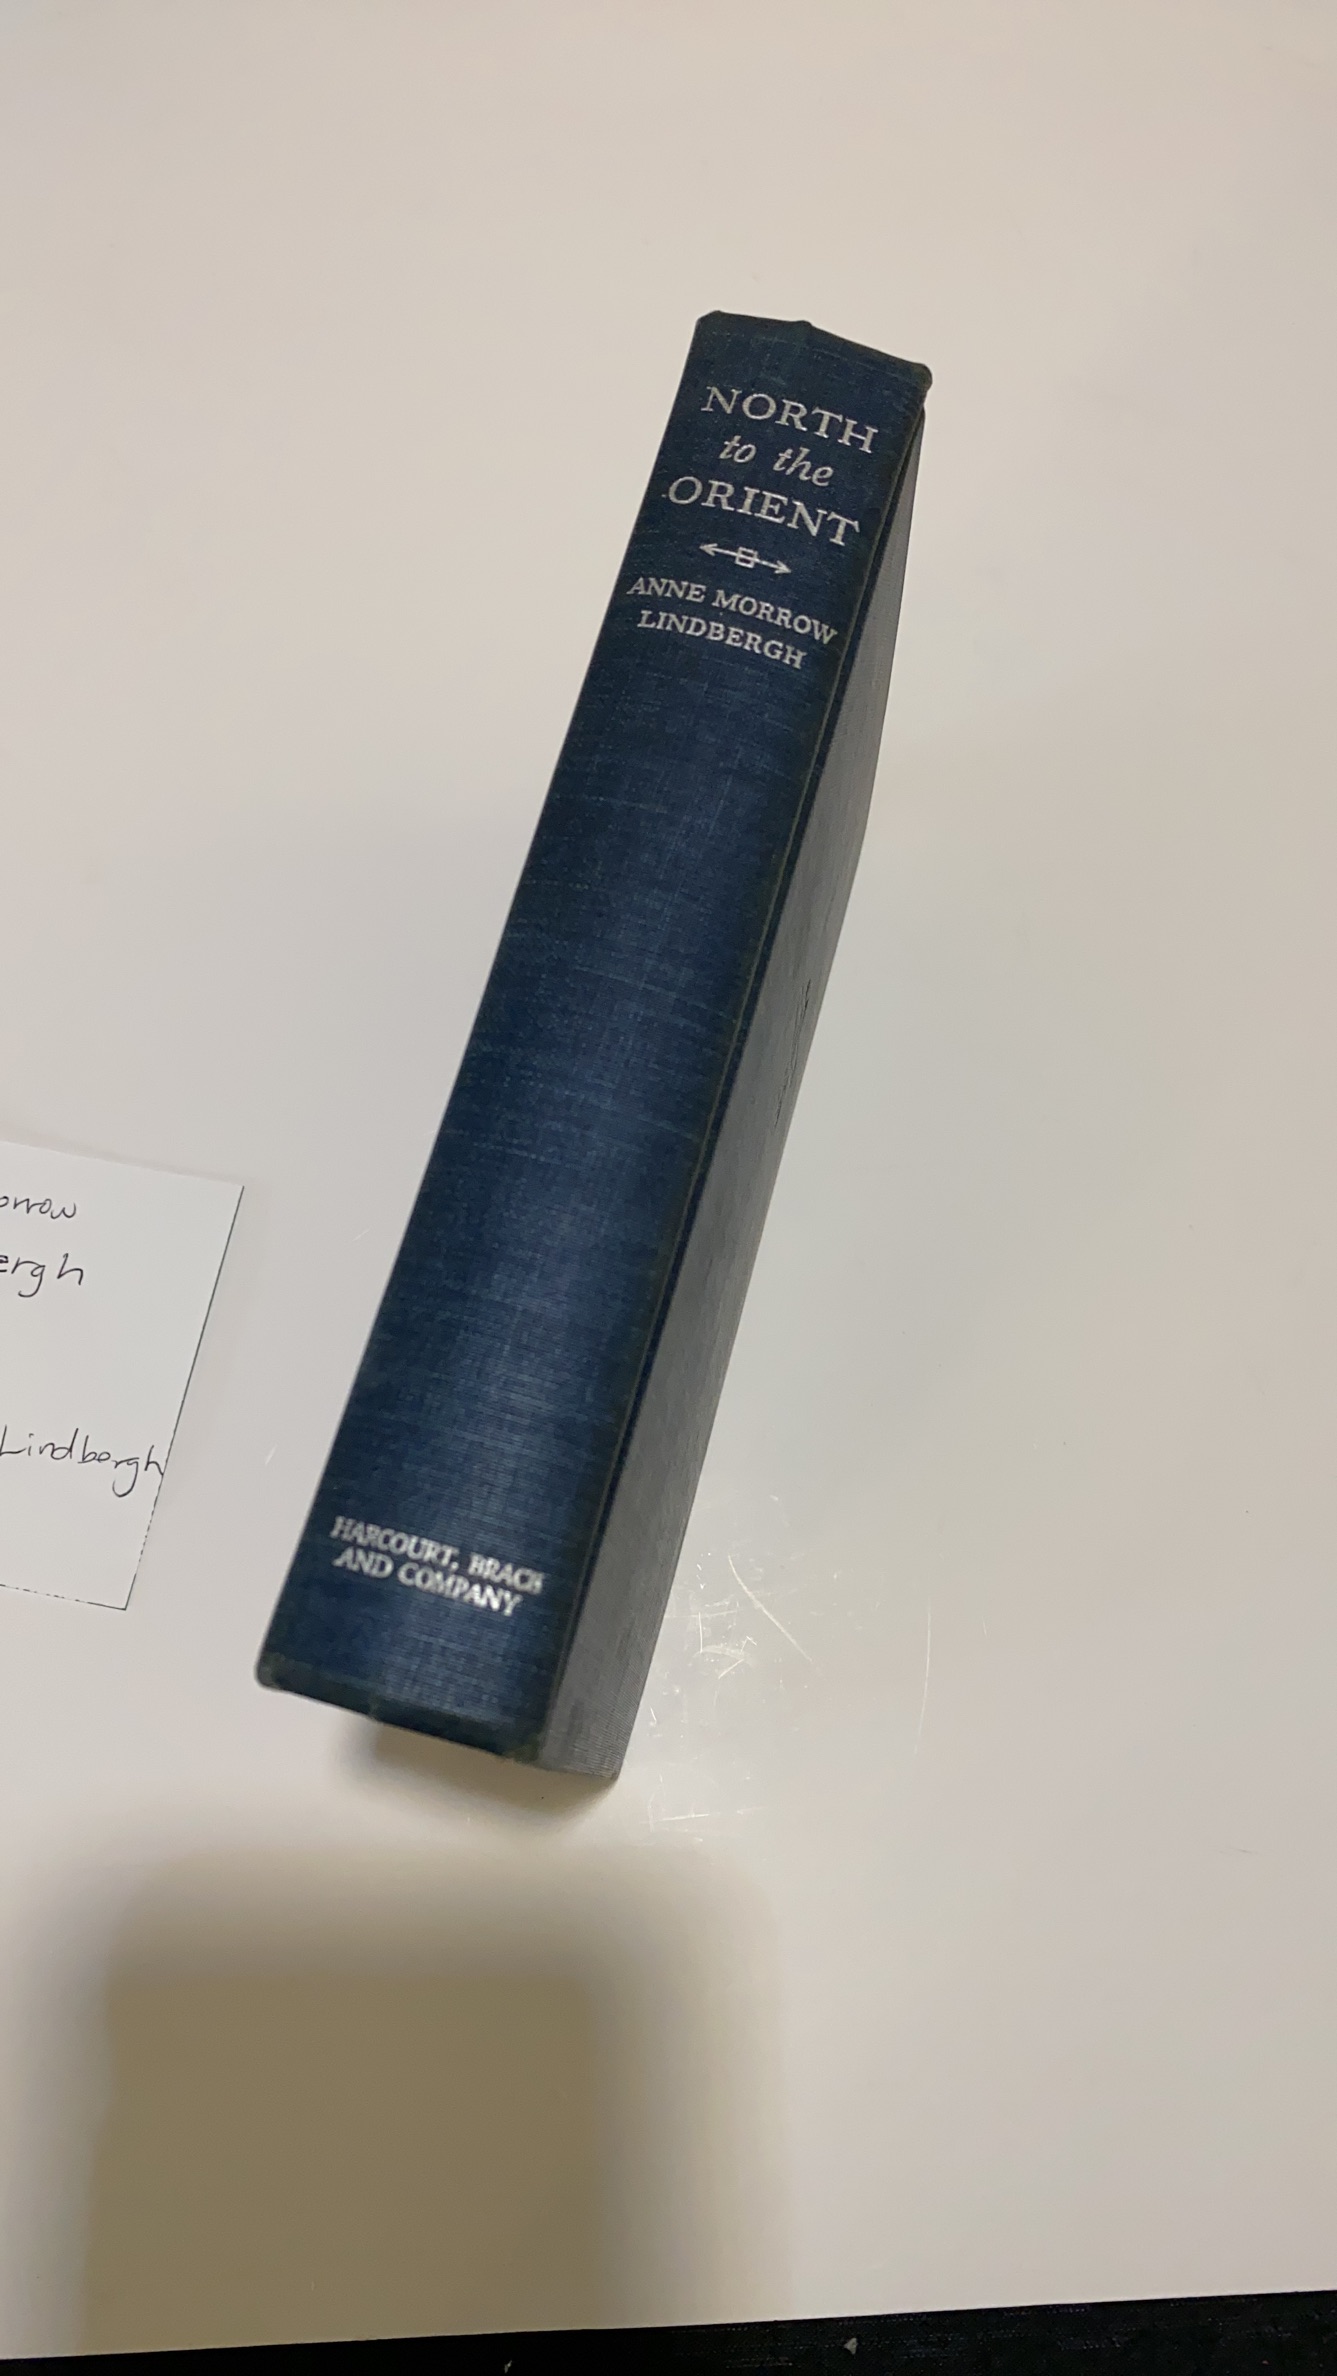 NORTH
to the
ORIENT
ANNE MORROW
LINDBERGH
HARCOURT, BRACE
AND COMPANY
orrow
ergh
Lindbergh